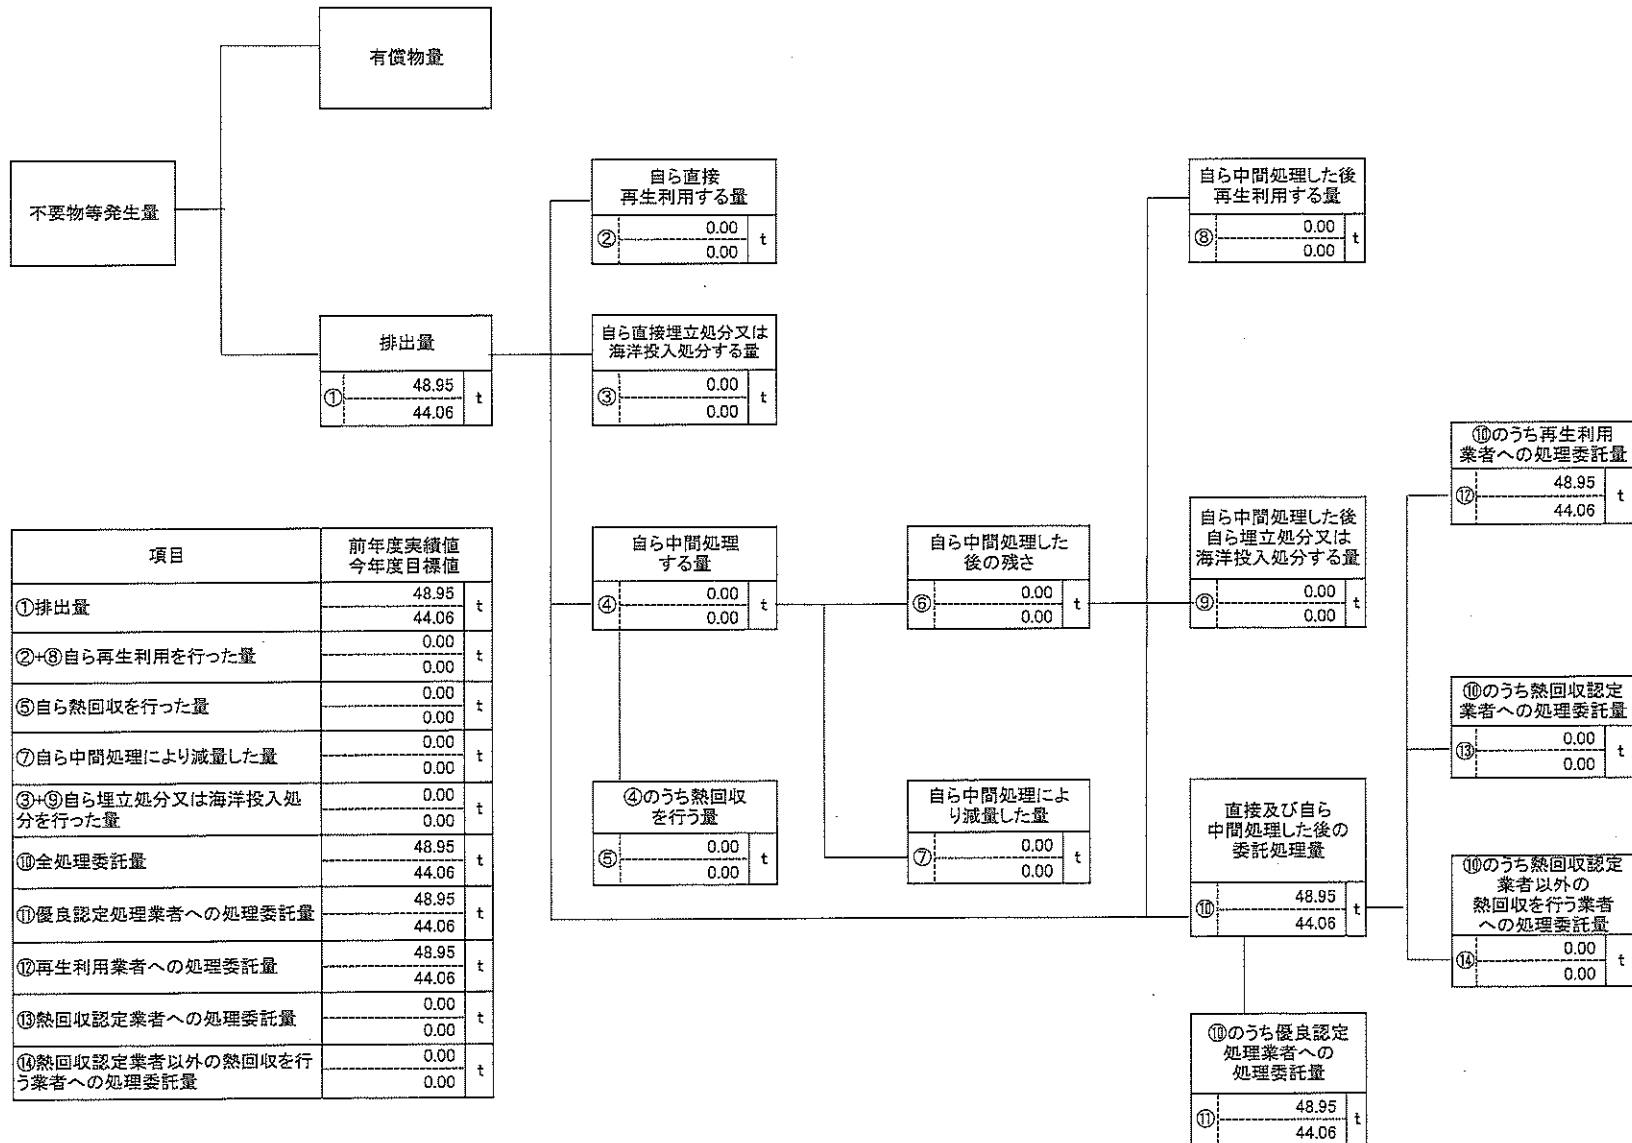 有償物量
不要物等発生量
排出量
①
48.95
44.06
t
自ら直接
再生利用する量
②
0.00
0.00
t
自ら直接埋立処分又は
海洋投入処分する量
③
0.00
0.00
t
自ら中間処理
する量
④
0.00
0.00
t
④のうち熱回収
を行う量
⑤
0.00
0.00
t
自ら中間処理した
後の残さ
⑥
0.00
0.00
t
自ら中間処理によ
り減量した量
⑦
0.00
0.00
t
自ら中間処理した後
再生利用する量
⑧
0.00
0.00
t
自ら中間処理した後
自ら埋立処分又は
海洋投入処分する量
⑨
0.00
0.00
t
直接及び自ら
中間処理した後の
委託処理量
⑩
48.95
44.06
t
⑩のうち優良認定
処理業者への
処理委託量
⑪
48.95
44.06
t
⑩のうち再生利用
業者への処理委託量
⑫
48.95
44.06
t
⑩のうち熱回収認定
業者への処理委託量
⑬
0.00
0.00
t
⑩のうち熱回収認定
業者以外の
熱回収を行う業者
への処理委託量
⑭
0.00
0.00
t
項目
前年度実績値
今年度目標値
①排出量
48.95
44.06
t
②+⑧自ら再生利用を行った量
0.00
0.00
t
⑤自ら熱回収を行った量
0.00
0.00
t
⑦自ら中間処理により減量した量
0.00
0.00
t
③+⑨自ら埋立処分又は海洋投入処
分を行った量
0.00
0.00
t
⑩全処理委託量
48.95
44.06
t
⑪優良認定処理業者への処理委託量
48.95
44.06
t
⑫再生利用業者への処理委託量
48.95
44.06
t
⑬熱回収認定業者への処理委託量
0.00
0.00
t
⑭熱回収認定業者以外の熱回収を行
う業者への処理委託量
0.00
0.00
t